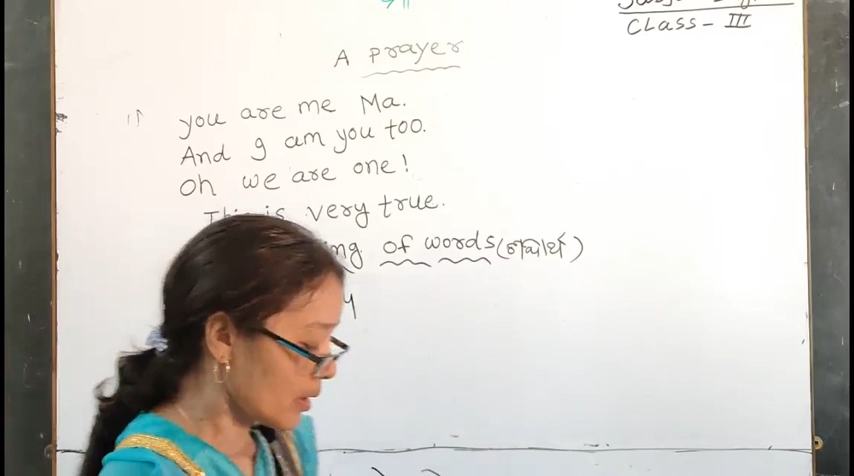 CLASS - III
A prayer
you are me Ma.
And I am you too.
Oh we are one!
This is very true.
of words (ଶବ୍ଦାର୍ଥ)